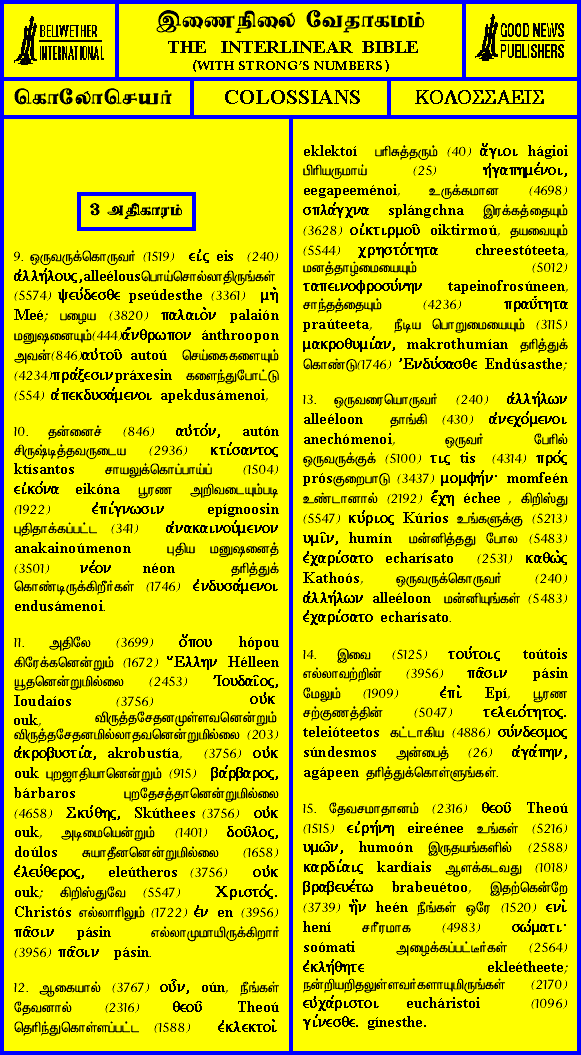 BELLWETHER
INTERNATIONAL
இணைநிலை வேதாகமம்
THE INTERLINEAR BIBLE
(WITH STRONG'S NUMBERS)
GOOD NEWS
PUBLISHERS
கொலோசெயர்
COLOSSIANS
ΚΟΛΟΣΣΑΕΙΣ
3 அதிகாரம்
9. ஒருவருக்கொருவர் (1519) εἰς eis (240)
ἀλλήλους, alleélous பொய்சொல்லாதிருங்கள்
(5574) ψεύδεσθε pseúdesthe (3361) μὴ
Meé; பழைய (3820) παλαιὸν palaión
மனுஷனையும் (444) ἄνθρωπον ánthroopon
அவன் (846) αὐτοῦ autoú செய்கைகளையும்
(4234) πράξεσιν práxesin களைந்துபோட்டு
(554) ἀπεκδυσάμενοι apekdusámenoi,
10. தன்னைச் (846) αὐτόν, autón
சிருஷ்டித்தவருடைய (2936) κτίσαντος
ktísantos சாயலுக்கொப்பாய்ப் (1504)
εἰκόνα eikóna பூரண அறிவடையும்படி
(1922) ἐπίγνωσιν epígnoosin
புதிதாக்கப்பட்ட (341) ἀνακαινούμενον
anakainoúmenon புதிய மனுஷனைத்
(3501) νέον néon தரித்துக்
கொண்டிருக்கிறீர்கள் (1746) ἐνδυσάμενοι
endusámenoi.
11. அதிலே (3699) ὅπου hópou
கிரேக்கனென்றும் (1672) Ἕλλην Hélleen
யூதனென்றுமில்லை (2453) Ἰουδαῖος,
Ioudaíos (3756) οὐκ
ouk, விருத்தசேதனமுள்ளவனென்றும்
விருத்தசேதனமில்லாதவனென்றுமில்லை (203)
ἀκροβυστία, akrobustía, (3756) οὐκ
ouk புறஜாதியானென்றும் (915) βάρβαρος,
bárbaros புறதேசத்தானென்றுமில்லை
(4658) Σκύθης, Skúthees (3756) οὐκ
ouk, அடிமையென்றும் (1401) δοῦλος,
doúlos சுயாதீனனென்றுமில்லை (1658)
ἐλεύθερος, eleútheros (3756) οὐκ
ouk; கிறிஸ்துவே (5547) Χριστός.
Christós எல்லாரிலும் (1722) ἐν en (3956)
πᾶσιν pásin எல்லாமுமாயிருக்கிறார்
(3956) πᾶσιν pásin.
12. ஆகையால் (3767) οὖν, oún, நீங்கள்
தேவனால் (2316) θεοῦ Theoú
தெரிந்துகொள்ளப்பட்ட (1588) ἐκλεκτοὶ
eklektoí பரிசுத்தரும் (40) ἅγιοι hágioi
பிரியருமாய் (25) ἠγαπημένοι,
eegapeeménoi, உருக்கமான (4698)
σπλάγχνα splángchna இரக்கத்தையும்
(3628) οἰκτιρμοῦ oiktirmoú, தயவையும்
(5544) χρηστότητα chreestóteeta,
மனத்தாழ்மையையும் (5012)
ταπεινοφροσύνην tapeinofrosúneen,
சாந்தத்தையும் (4236) πραΰτητα
praúteeta, நீடிய பொறுமையையும் (3115)
μακροθυμίαν, makrothumían தரித்துக்
கொண்டு (1746) Ἐνδύσασθε Endúsasthe;
13. ஒருவரையொருவர் (240) ἀλλήλων
alleéloon தாங்கி (430) ἀνεχόμενοι
anechómenoi, ஒருவர் பேரில்
ஒருவருக்குக் (5100) τις tis (4314) πρός
prós குறைபாடு (3437) μομφήν· momfeén
உண்டானால் (2192) ἔχῃ échee , கிறிஸ்து
(5547) κύριος Kúrios உங்களுக்கு (5213)
υμῖν, humín மன்னித்தது போல (5483)
ἐχαρίσατο echarísato (2531) καθὼς
Kathoós, ஒருவருக்கொருவர் (240)
ἀλλήλων alleéloon மன்னியுங்கள் (5483)
ἐχαρίσατο echarísato.
14. இவை (5125) τούτοις toútois
எல்லாவற்றின் (3956) πᾶσιν pásin
மேலும் (1909) ἐπὶ Epí , பூரண
சற்குணத்தின் (5047) τελειότητος.
teleióteetos கட்டாகிய (4886) σύνδεσμος
súndesmos அன்பைத் (26) ἀγάπην,
agápeen தரித்துக்கொள்ளுங்கள்.
15. தேவசமாதானம் (2316) θεοῦ Theoú
(1515) εἰρήνη eireénee உங்கள் (5216)
υμῶν, humoón இருதயங்களில் (2588)
καρδίαις kardíais ஆளக்கடவது (1018)
βραβευέτω brabeuétoo, இதற்கென்றே
(3739) ἣν heén நீங்கள் ஒரே (1520) ενὶ
hení சரீரமாக (4983) σώματι·
soómati அழைக்கப்பட்டீர்கள் (2564)
ἐκλήθητε ekleétheete;
நன்றியறிதலுள்ளவர்களாயுமிருங்கள் (2170)
εὐχάριστοι eucháristoi (1096)
γίνεσθε. gínesthe.